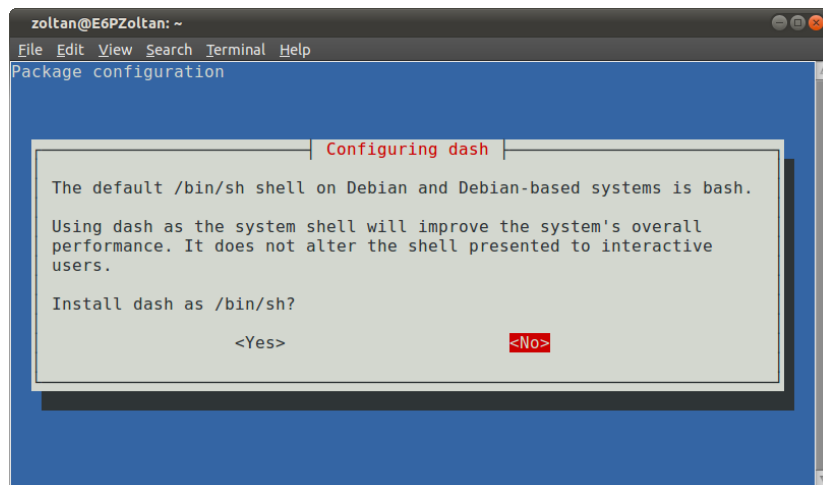 zoltan@E6PZoltan: ~
File Edit View Search Terminal Help
Package configuration
Configuring dash
The default /bin/sh shell on Debian and Debian-based systems is bash.
Using dash as the system shell will improve the system's overall
performance. It does not alter the shell presented to interactive
users.
Install dash as /bin/sh?
<Yes> <No>